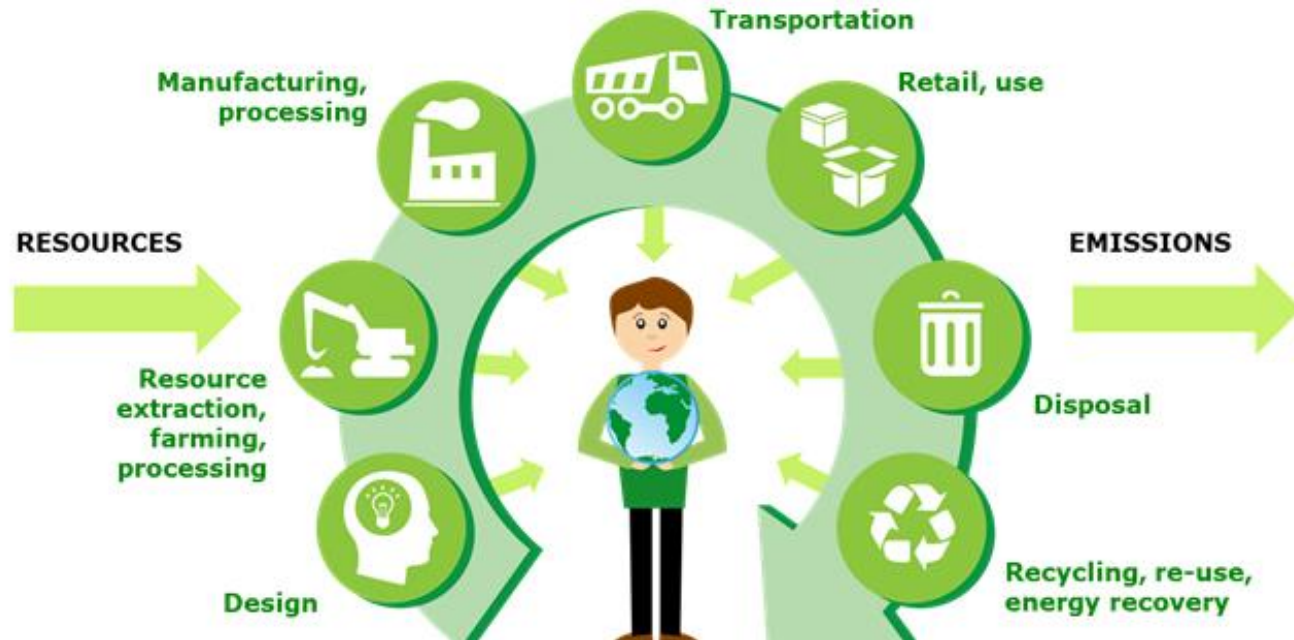 Transportation
Manufacturing,
processing
Retail, use
RESOURCES
EMISSIONS
Resource
extraction,
farming,
processing
Disposal
Design
Recycling, re-use,
energy recovery